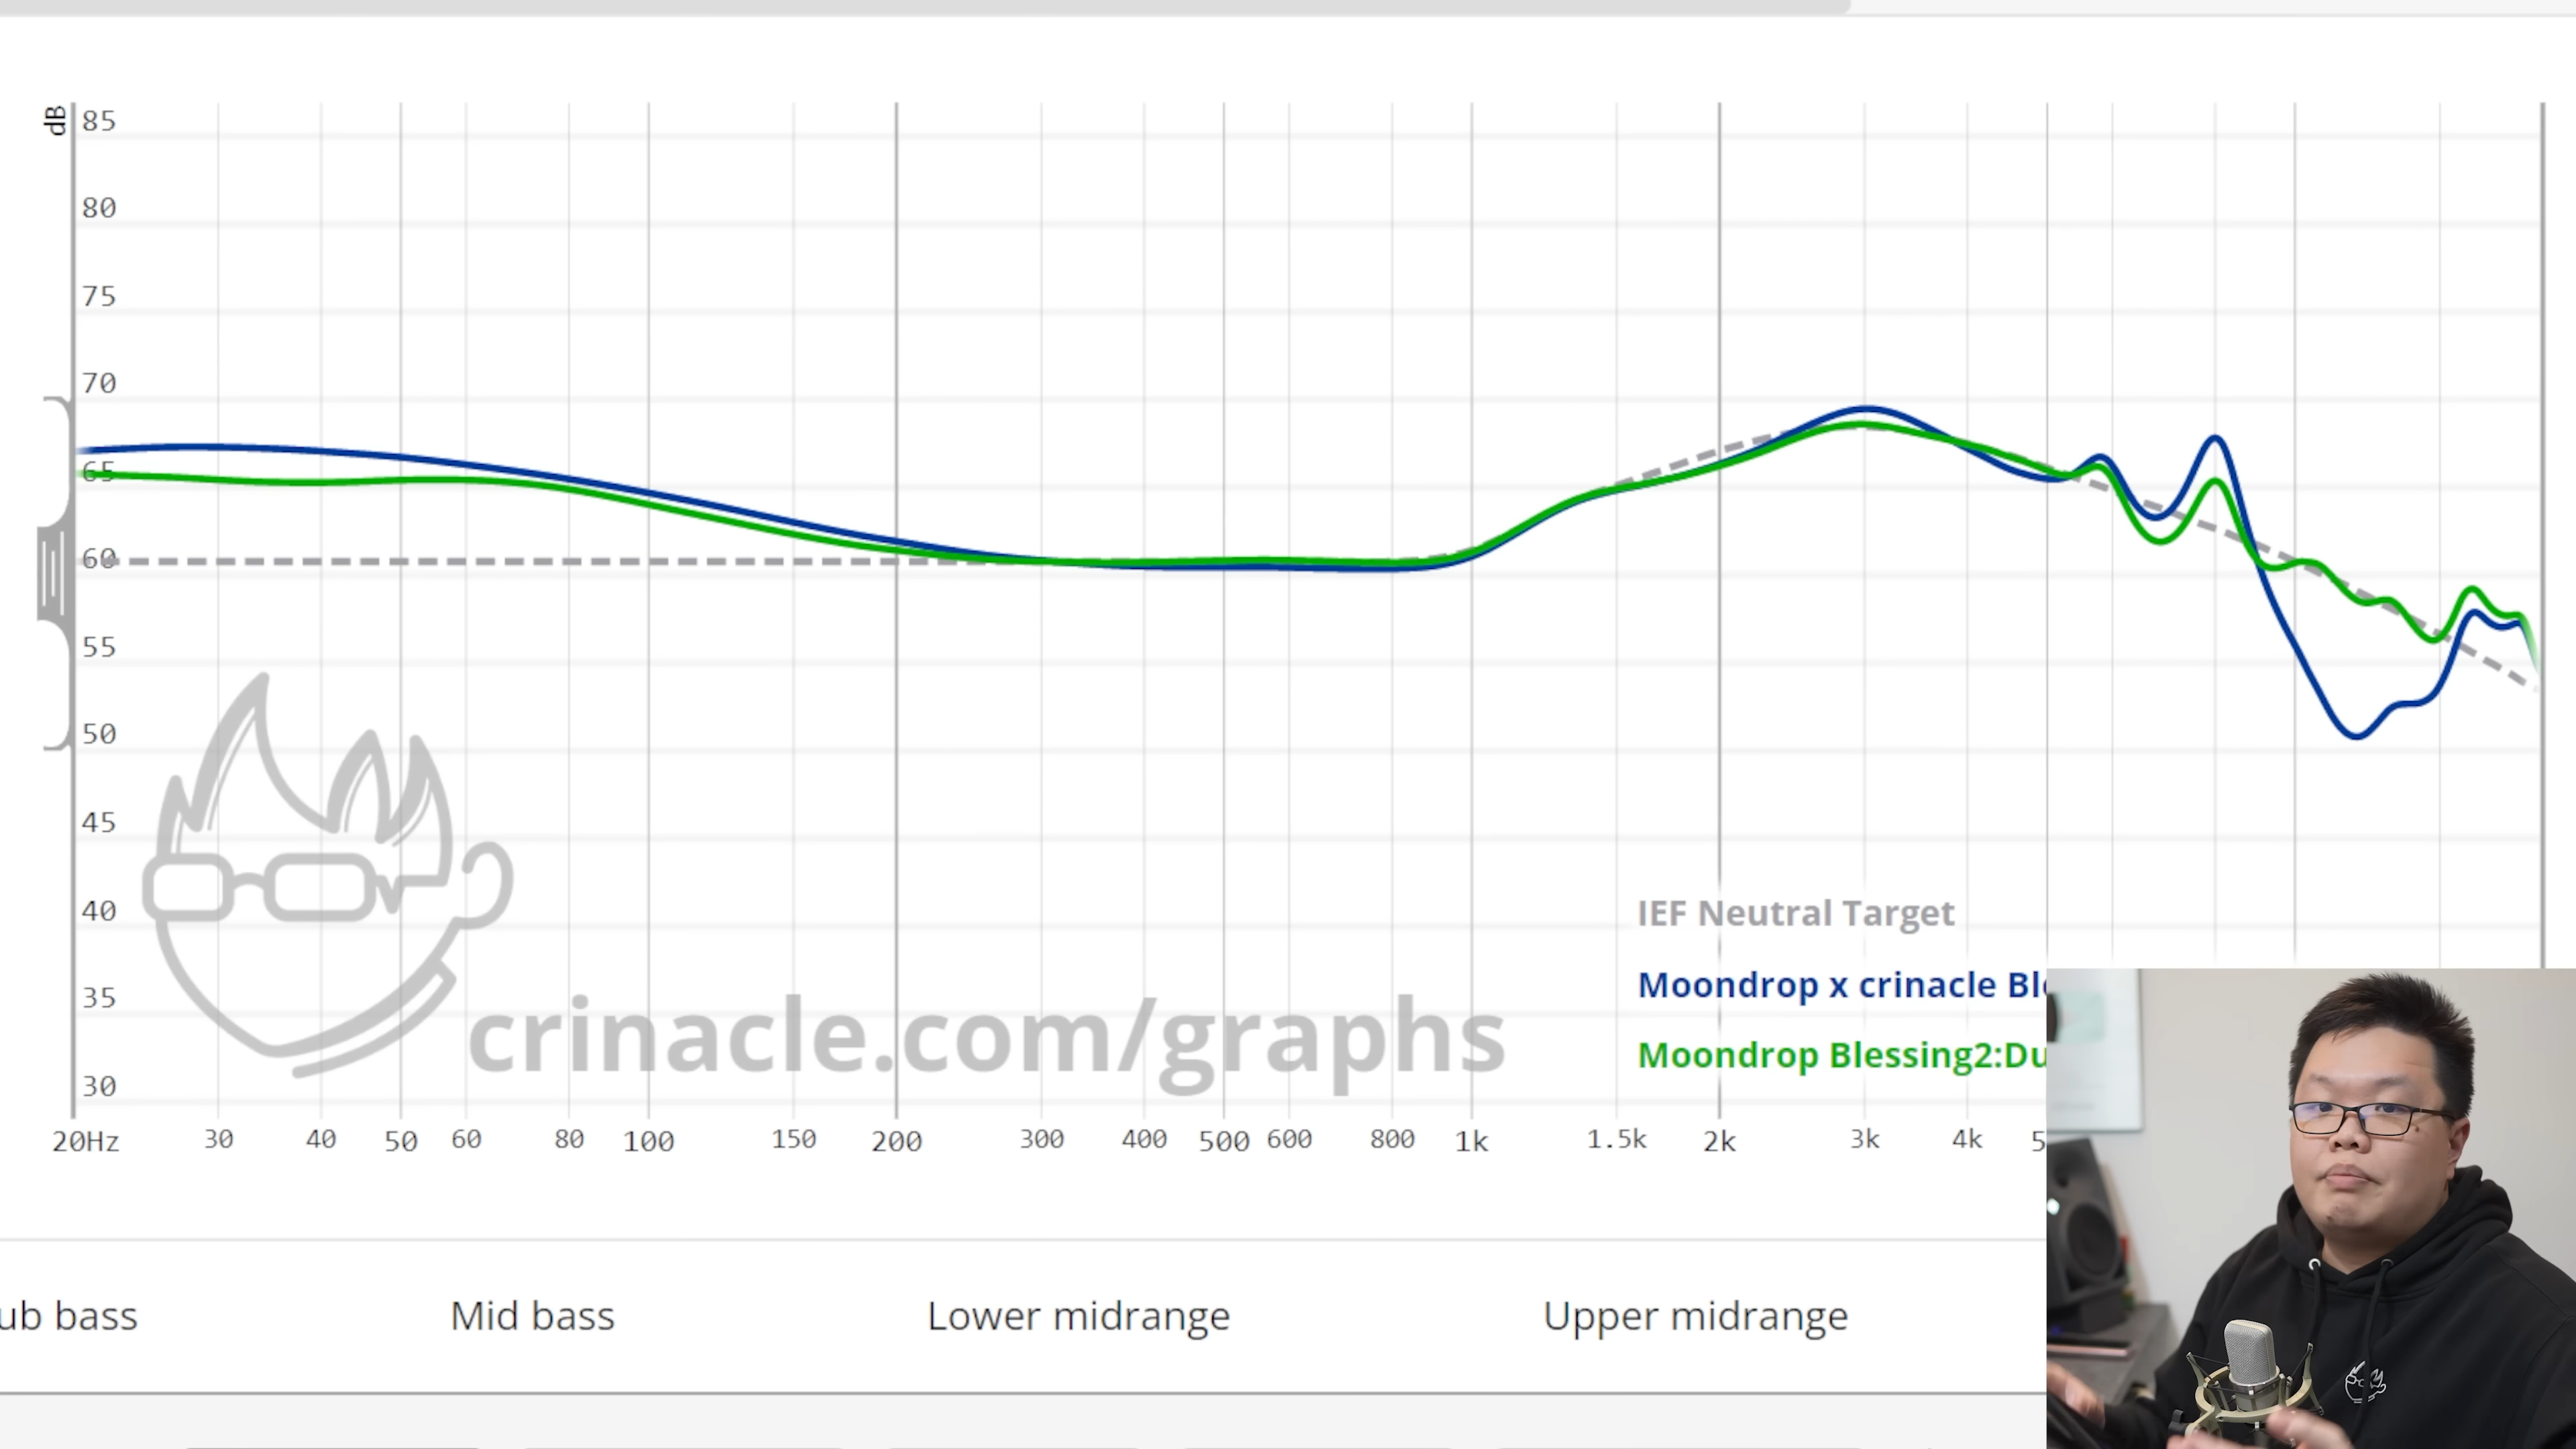 dB
85
80
75
70
65
60
55
50
45
40
35
30
IEF Neutral Target
Moondrop x crinacle Bl
Moondrop Blessing2:Du
crinacle.com/graphs
20Hz 30 40 50 60 80 100 150 200 300 400 500 600 800 1k 1.5k 2k 3k 4k 5
ub bass Mid bass Lower midrange Upper midrange